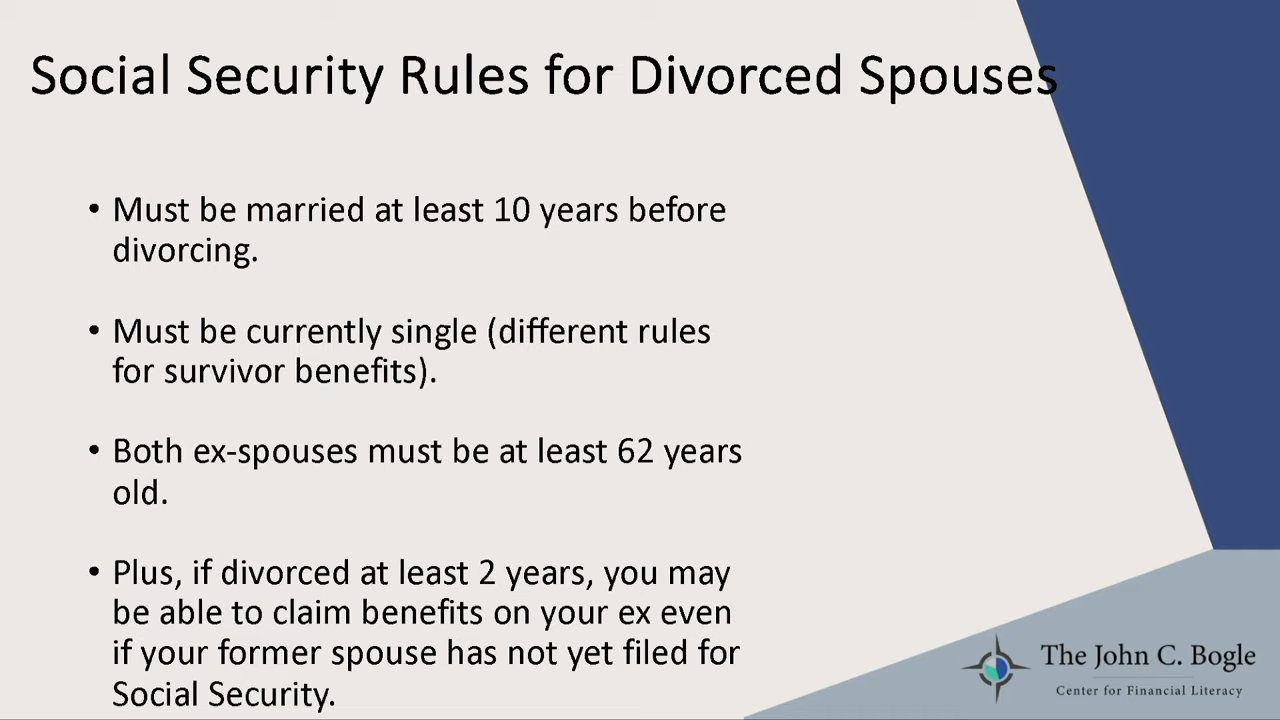 Social Security Rules for Divorced Spouses
• Must be married at least 10 years before
divorcing.
• Must be currently single (different rules
for survivor benefits).
• Both ex-spouses must be at least 62 years
old.
• Plus, if divorced at least 2 years, you may
be able to claim benefits on your ex even
if your former spouse has not yet filed for
Social Security.
The John C. Bogle
Center for Financial Literacy